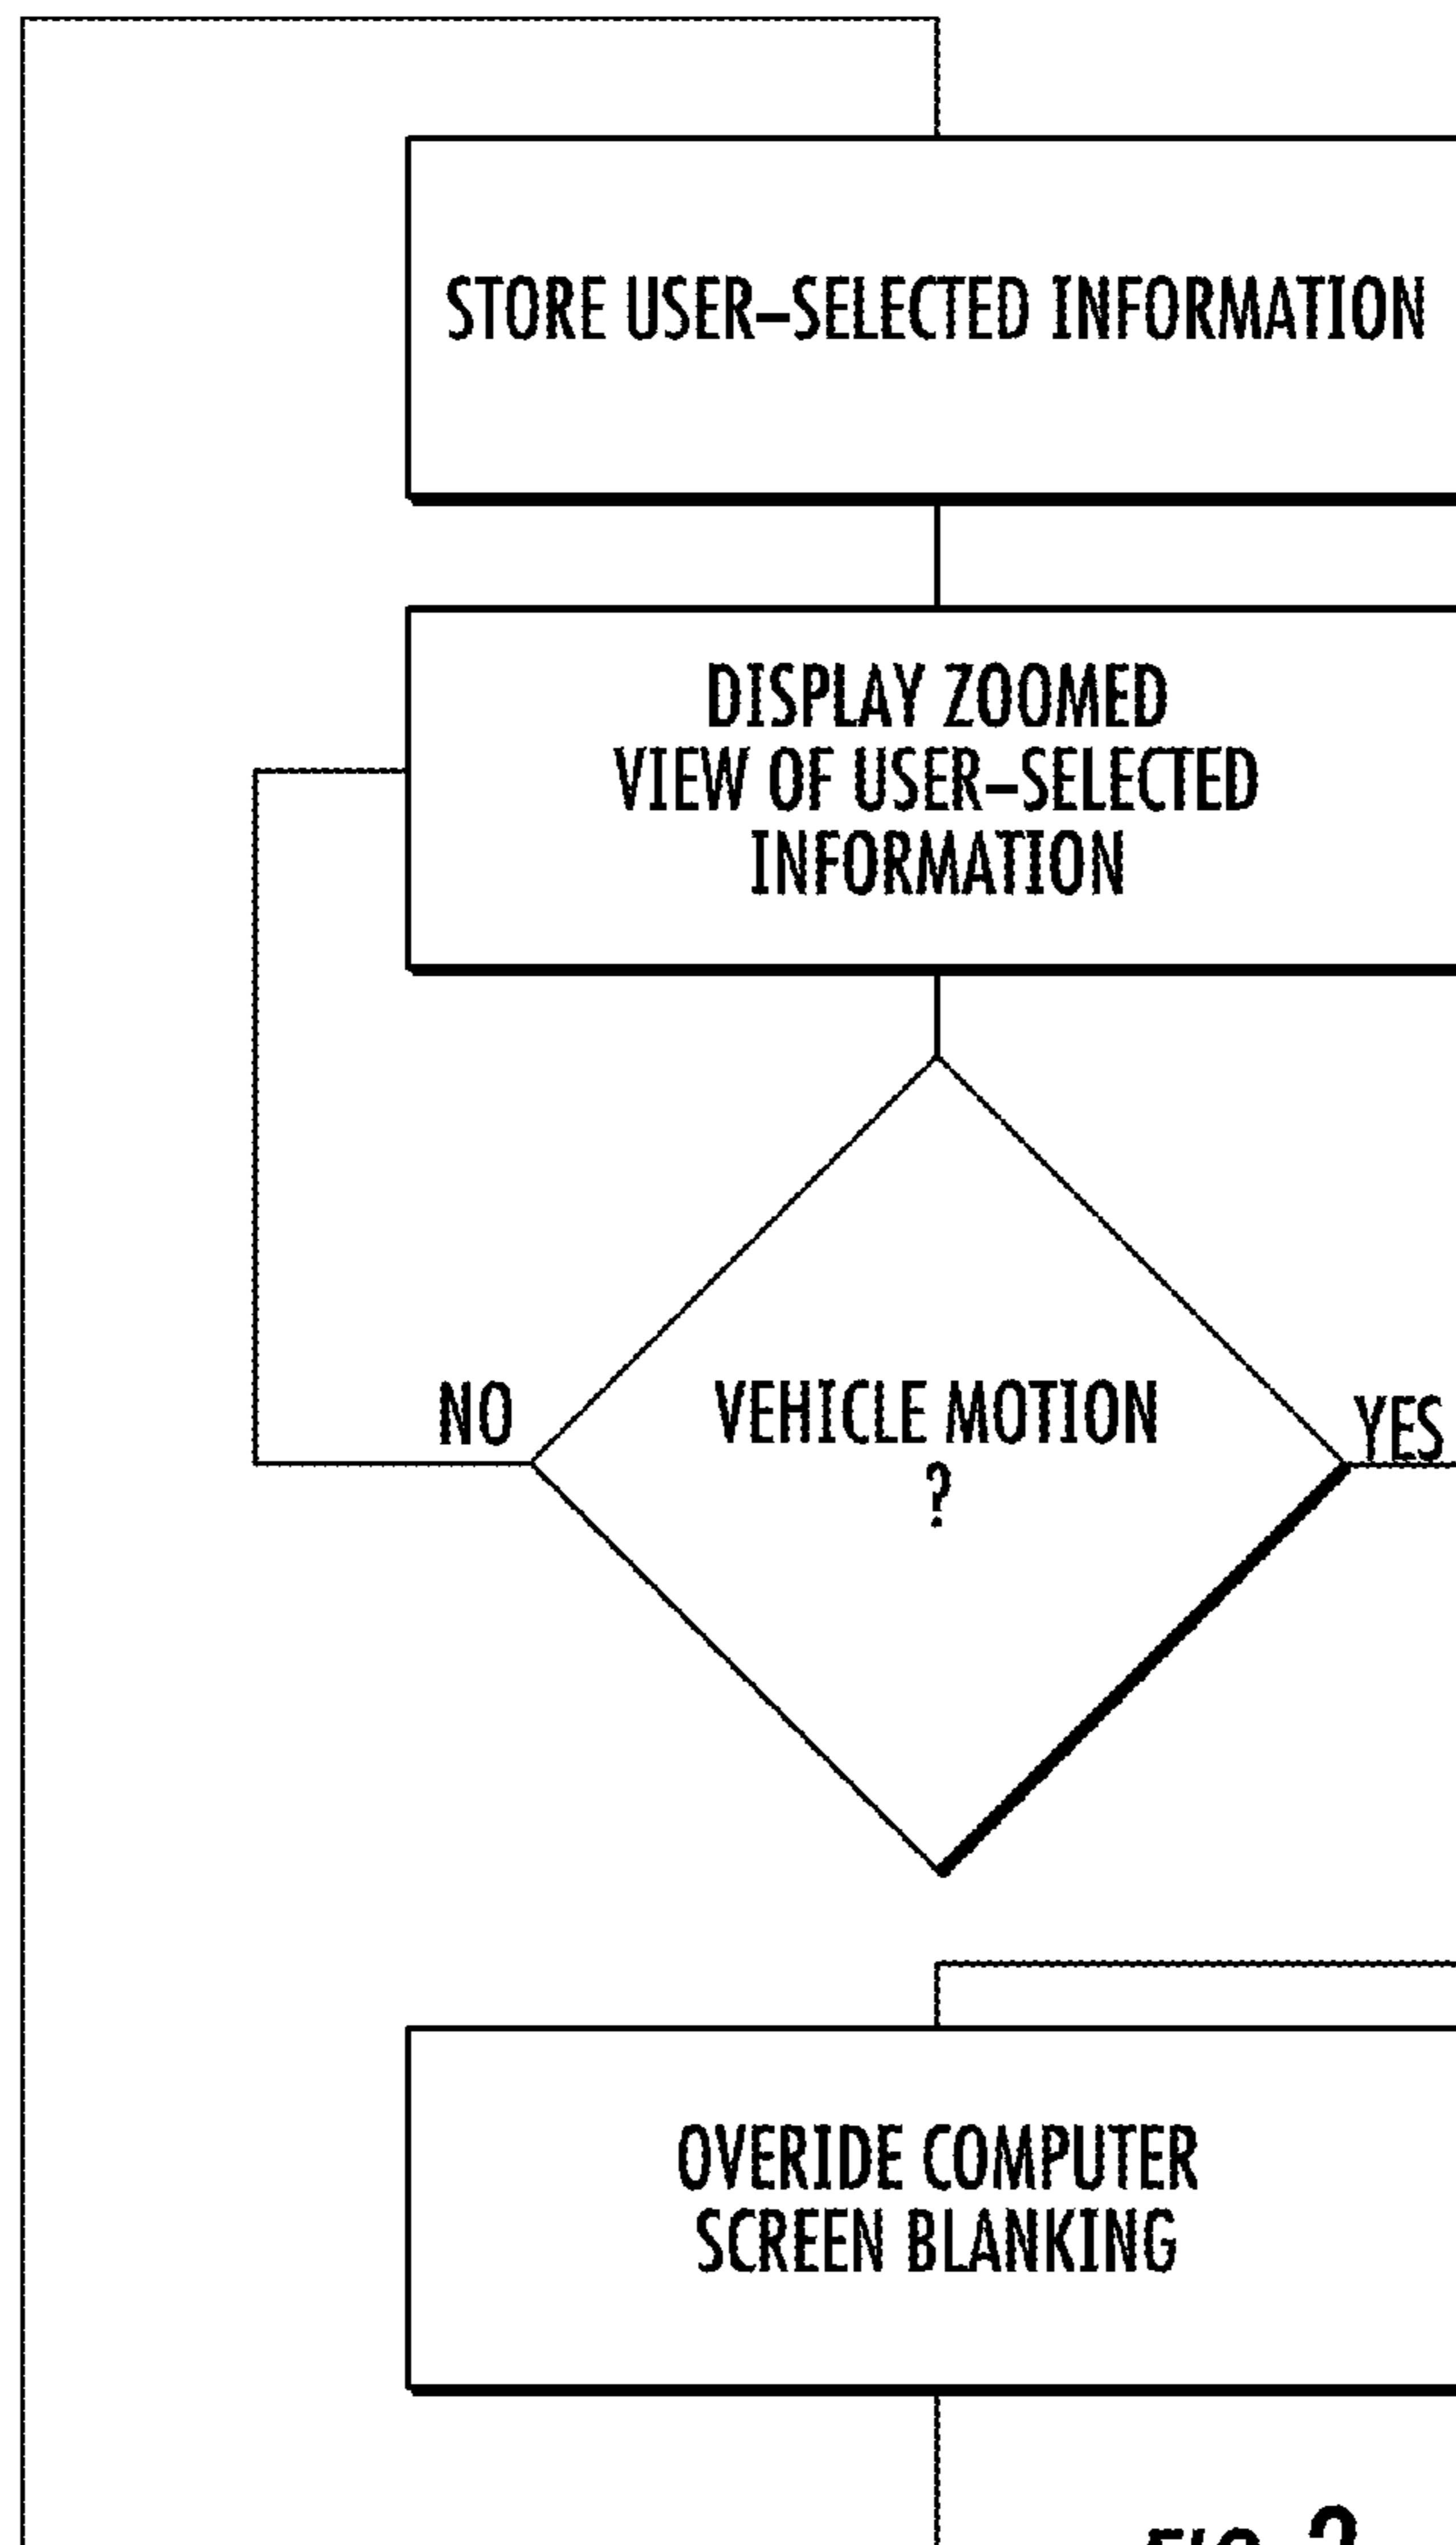 STORE USER–SELECTED INFORMATION
DISPLAY ZOOMED
VIEW OF USER–SELECTED
INFORMATION
NO
VEHICLE MOTION
?
YES
OVERIDE COMPUTER
SCREEN BLANKING